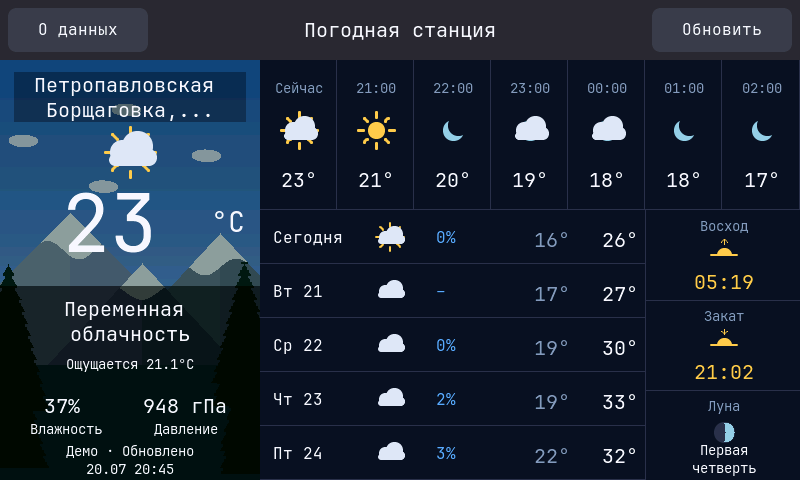 О данных
Погодная станция
Обновить
Петропавловская
Борщаговка,...
23 °C
Переменная
облачность
Ощущается 21.1°C
37% 948 гПа
Влажность Давление
Демо · Обновлено
20.07 20:45
Сейчас 21:00 22:00 23:00 00:00 01:00 02:00
23° 21° 20° 19° 18° 18° 17°
Сегодня 0% 16° 26°
Вт 21 – 17° 27°
Ср 22 0% 19° 30°
Чт 23 2% 19° 33°
Пт 24 3% 22° 32°
Восход
05:19
Закат
21:02
Луна
Первая
четверть